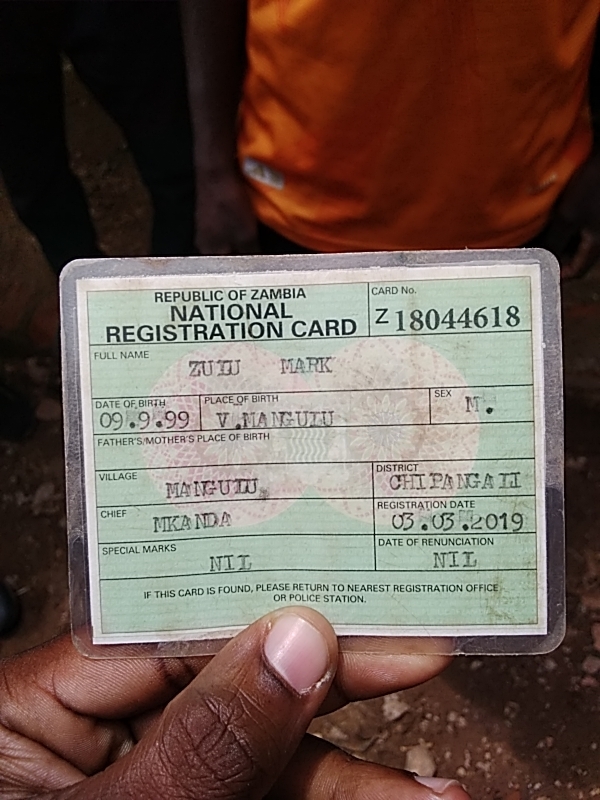 REPUBLIC OF ZAMBIA
NATIONAL
REGISTRATION CARD
CARD No.
Z 18044618
FULL NAME
ZULU MARK
DATE OF BIRTH
09.9.99
PLACE OF BIRTH
V.MANGULU
SEX
M.
FATHER'S/MOTHER'S PLACE OF BIRTH
VILLAGE
MANGULU.
DISTRICT
CHIPANGALI
CHIEF
MKANDA
REGISTRATION DATE
03.03.2019
SPECIAL MARKS
NIL
DATE OF RENUNCIATION
NIL
IF THIS CARD IS FOUND, PLEASE RETURN TO NEAREST REGISTRATION OFFICE
OR POLICE STATION.